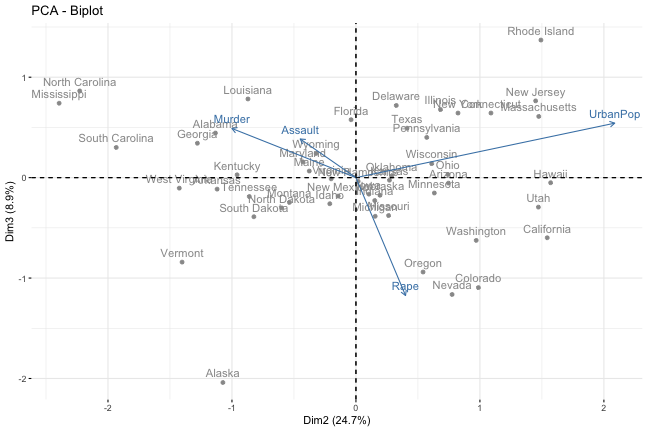 PCA - Biplot
Rhode Island
North Carolina
Mississippi
Louisiana
Delaware
Illinois
New York
Connecticut
New Jersey
Massachusetts
UrbanPop
Murder
Florida
Texas
Pennsylvania
Alabama
Georgia
Assault
South Carolina
Wyoming
Maryland
Maine
Wisconsin
Ohio
Oklahoma
Arizona
Kentucky
Hawaii
West Virginia
Arkansas
Tennessee
New Mexico
Nebraska
Minnesota
Montana
Idaho
North Dakota
South Dakota
Michigan
Missouri
Utah
Washington
California
Vermont
Oregon
Colorado
Nevada
Rape
Alaska
1
0
-1
-2
-2
-1
0
1
2
Dim2 (24.7%)
Dim3 (8.9%)